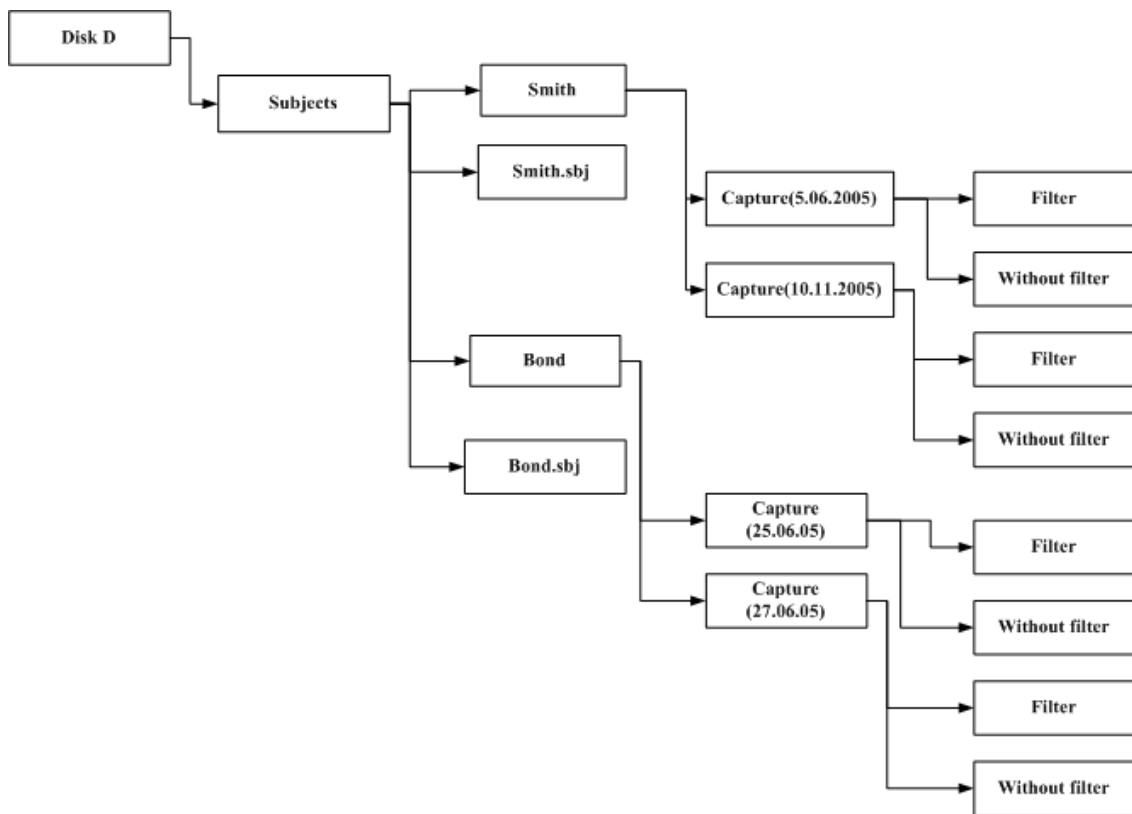 Disk D
Subjects
Smith
Smith.sbj
Capture(5.06.2005)
Filter
Without filter
Capture(10.11.2005)
Filter
Without filter
Bond
Bond.sbj
Capture
(25.06.05)
Filter
Without filter
Capture
(27.06.05)
Filter
Without filter